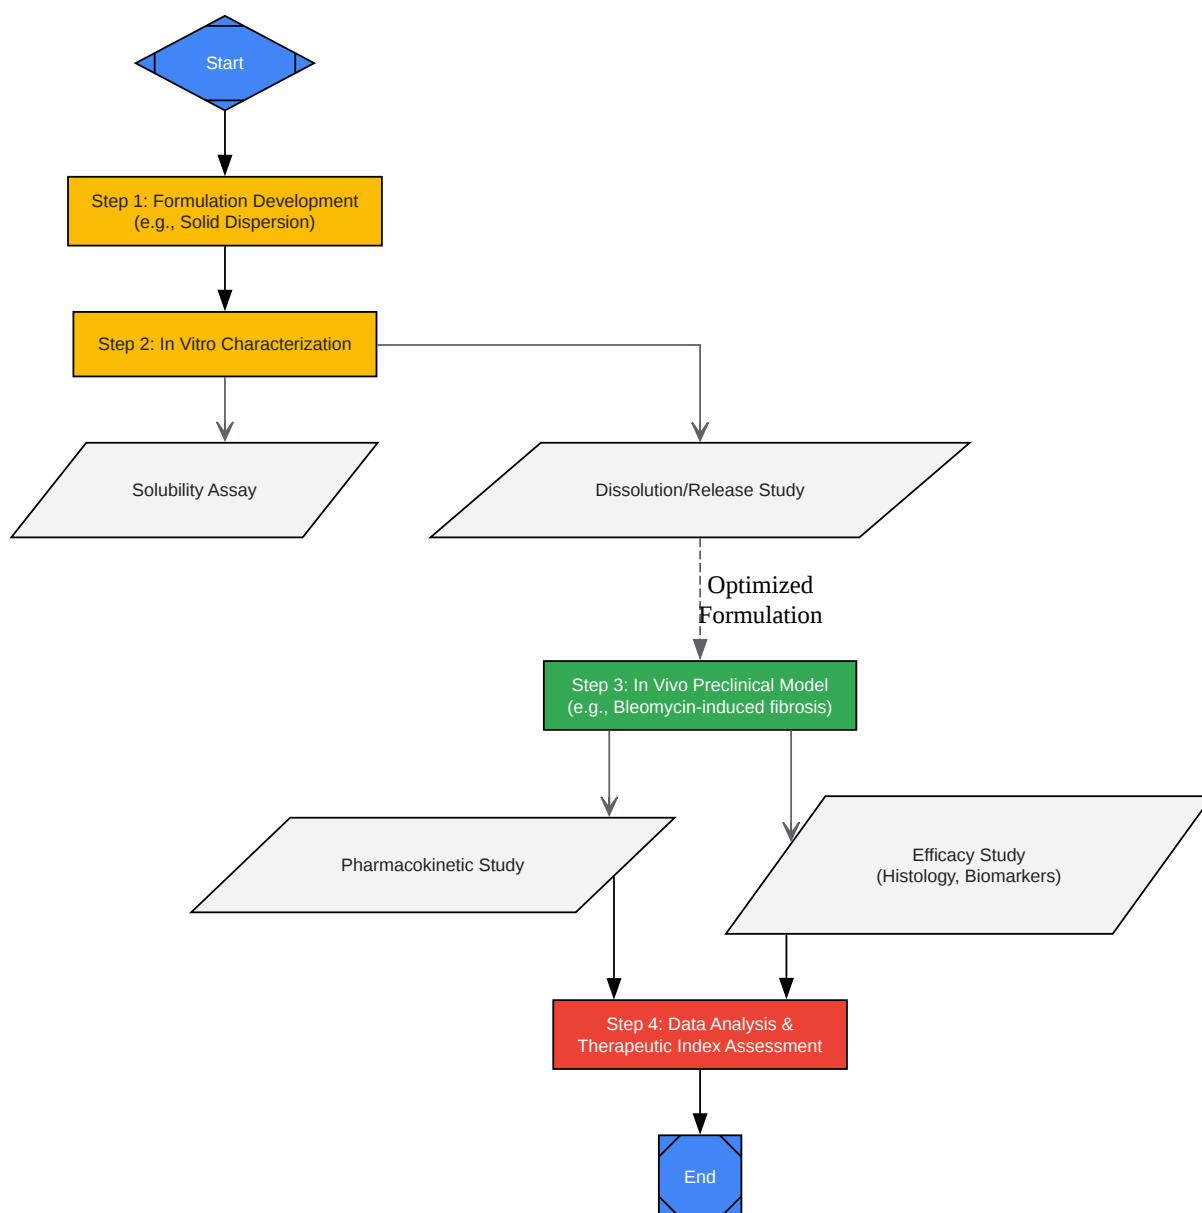 Start
Step 1: Formulation Development
(e.g., Solid Dispersion)
Step 2: In Vitro Characterization
Solubility Assay
Dissolution/Release Study
Optimized
Formulation
Step 3: In Vivo Preclinical Model
(e.g., Bleomycin-induced fibrosis)
Pharmacokinetic Study
Efficacy Study
(Histology, Biomarkers)
Step 4: Data Analysis &
Therapeutic Index Assessment
End